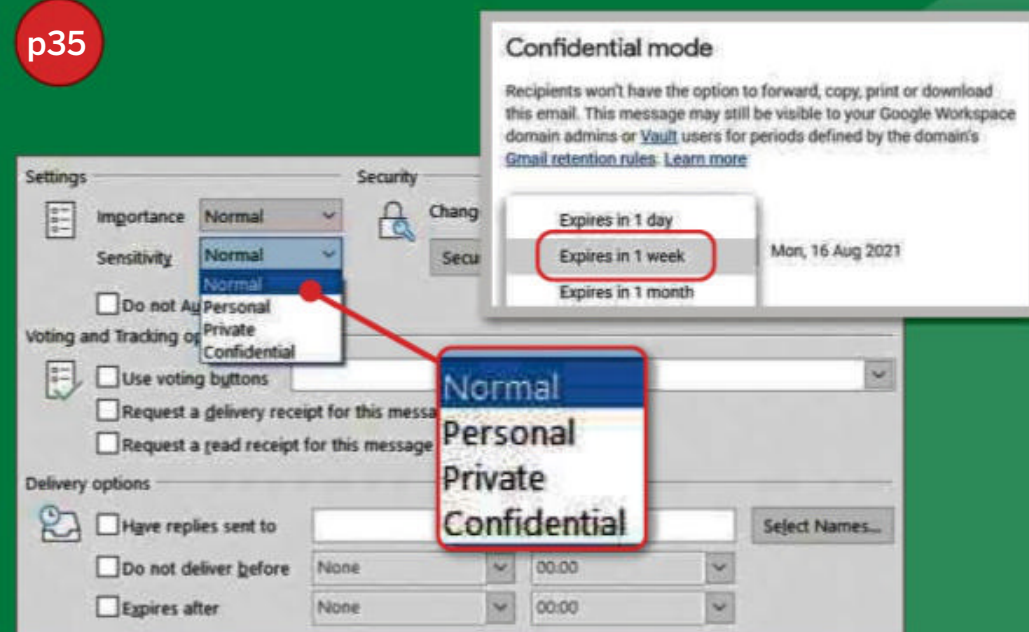 p35
Confidential mode
Recipients won't have the option to forward, copy, print or download
this email. This message may still be visible to your Google Workspace
domain admins or Vault users for periods defined by the domain's
Gmail retention rules. Learn more
Expires in 1 day
Expires in 1 week
Mon, 16 Aug 2021
Expires in 1 month
Settings
Security
Importance Normal
Chang
Sensitivity Normal
Secu
Normal
Personal
Private
Confidential
Do not Au
Voting and Tracking op
Use voting buttons
Request a delivery receipt for this messa
Request a read receipt for this message
Normal
Personal
Private
Confidential
Delivery options
Have replies sent to
Select Names...
Do not deliver before None 00:00
Expires after None 00:00